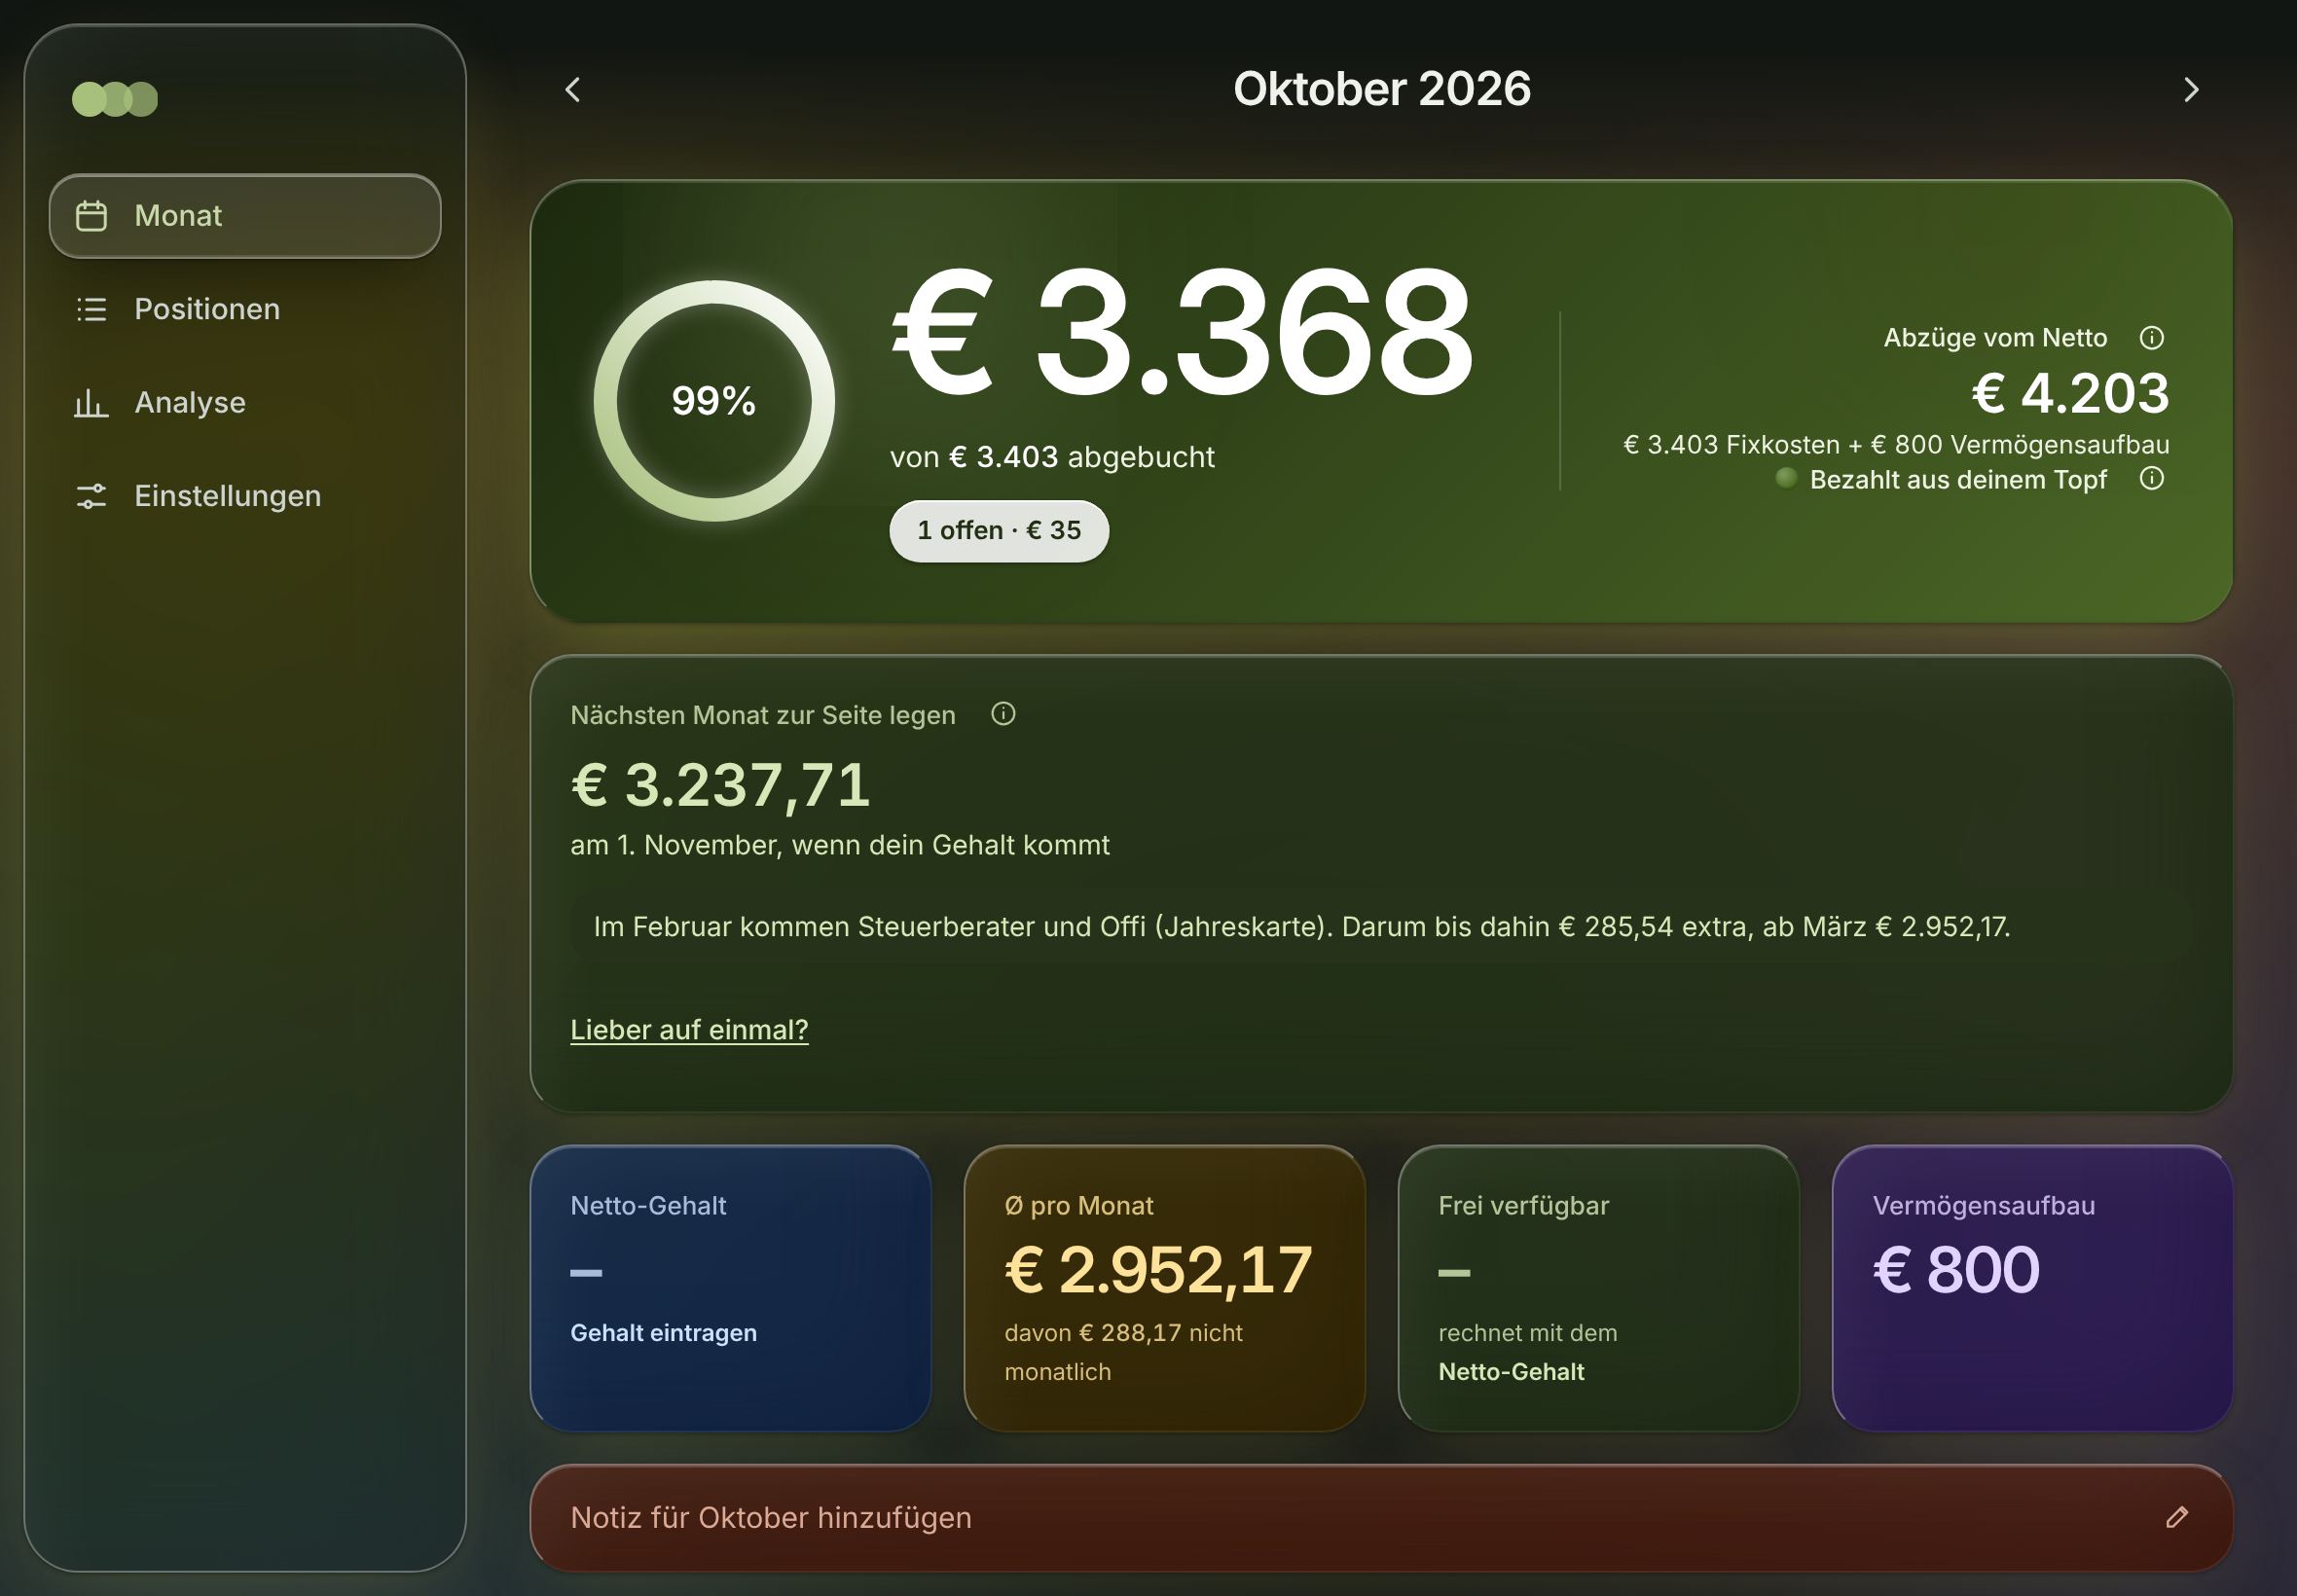 Oktober 2026
Monat
Positionen
Analyse
Einstellungen
99%
€ 3.368
von € 3.403 abgebucht
1 offen · € 35
Abzüge vom Netto
€ 4.203
€ 3.403 Fixkosten + € 800 Vermögensaufbau
Bezahlt aus deinem Topf
Nächsten Monat zur Seite legen
€ 3.237,71
am 1. November, wenn dein Gehalt kommt
Im Februar kommen Steuerberater und Offi (Jahreskarte). Darum bis dahin € 285,54 extra, ab März € 2.952,17.
Lieber auf einmal?
Netto-Gehalt
–
Gehalt eintragen
Ø pro Monat
€ 2.952,17
davon € 288,17 nicht
monatlich
Frei verfügbar
–
rechnet mit dem
Netto-Gehalt
Vermögensaufbau
€ 800
Notiz für Oktober hinzufügen